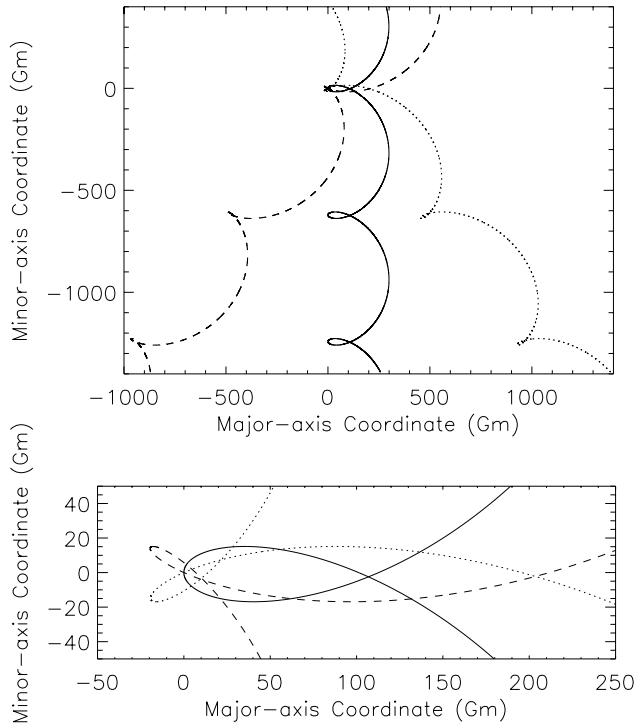 Minor-axis Coordinate (Gm)
0
-500
-1000
-1000 -500 0 500 1000
Major-axis Coordinate (Gm)
Minor-axis Coordinate (Gm)
40
20
0
-20
-40
-50 0 50 100 150 200 250
Major-axis Coordinate (Gm)